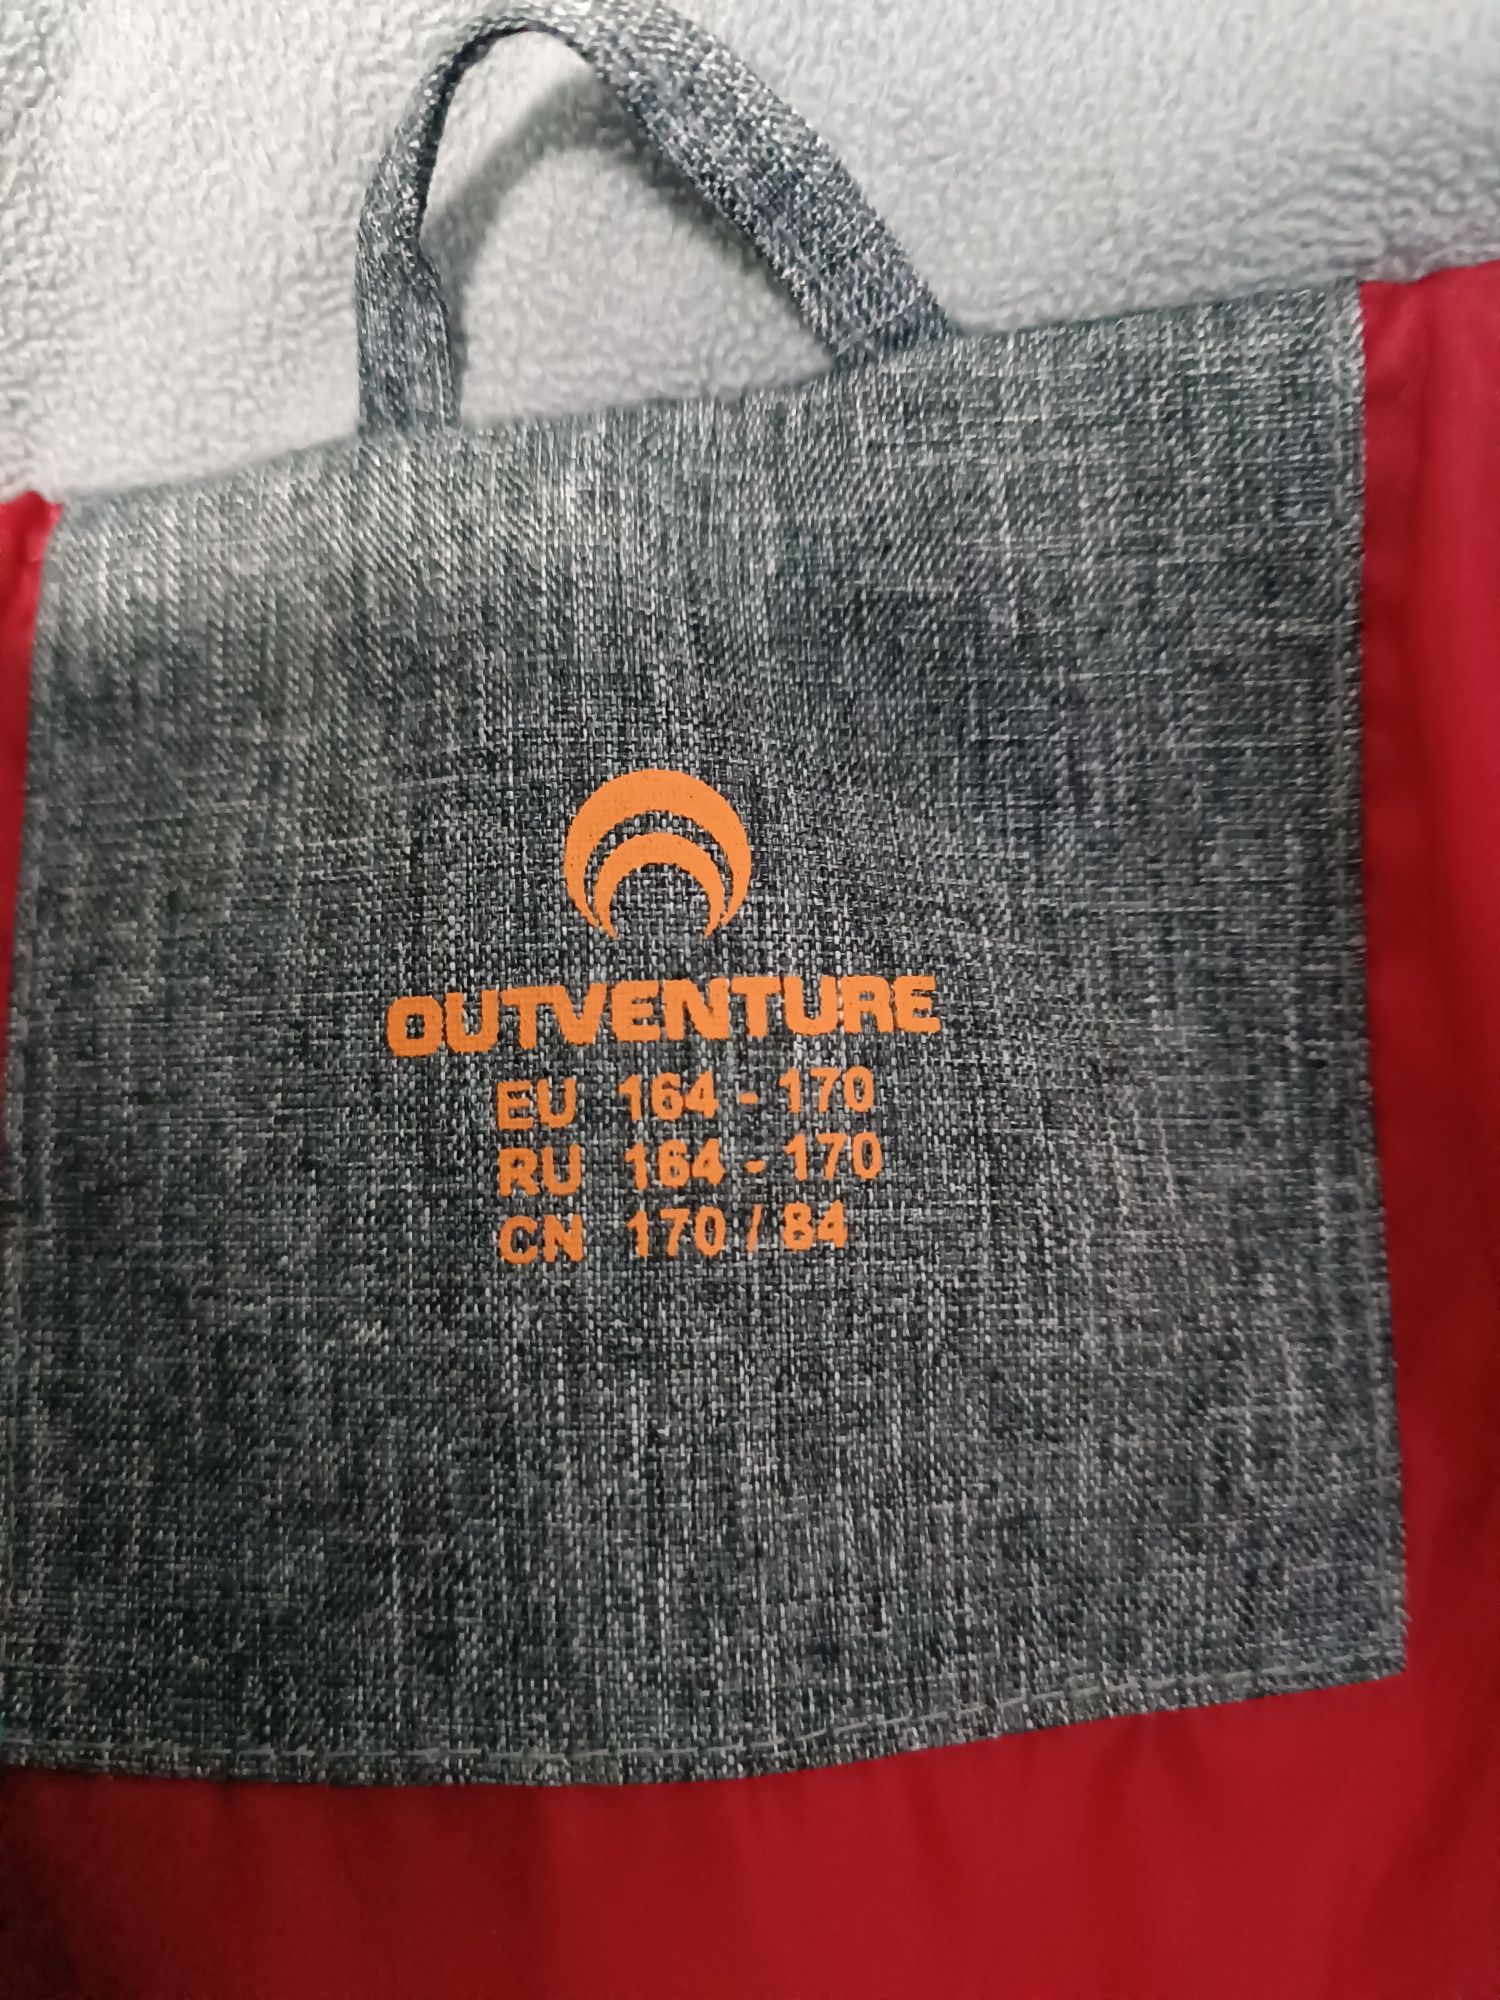 OUTVENTURE
EU 164 - 170
RU 164 - 170
CN 170 / 84